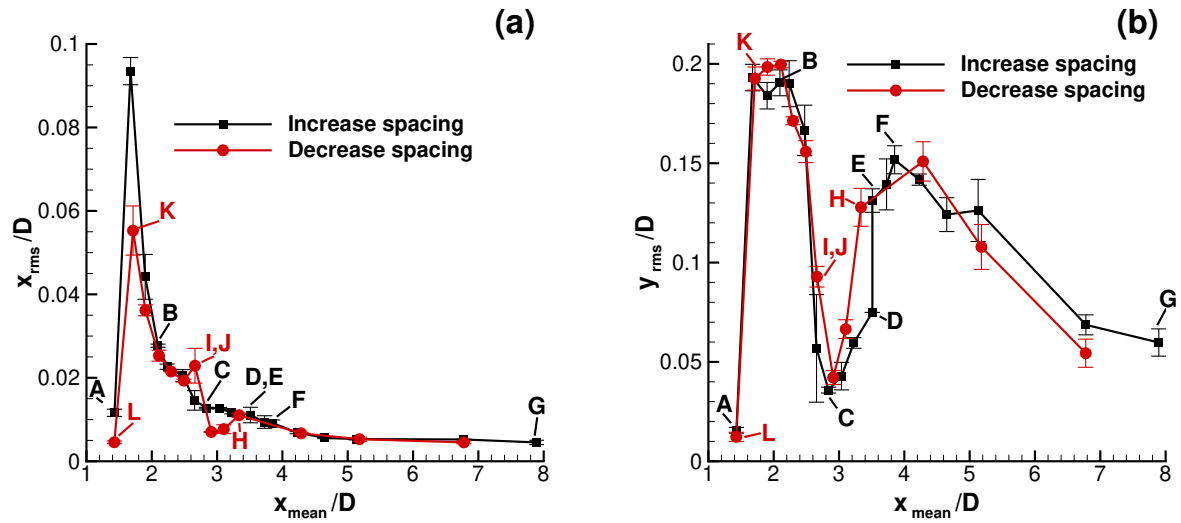 (a)
0.1
0.08
0.06
0.04
0.02
0
x_rms/D
Increase spacing
Decrease spacing
K
B
I,J
C
D,E
F
G
A
L
H
1 2 3 4 5 6 7 8
x_mean/D
(b)
0.2
0.15
0.1
0.05
0
y_rms/D
Increase spacing
Decrease spacing
K
B
F
E
H
I,J
D
G
C
A
L
1 2 3 4 5 6 7 8
x_mean/D